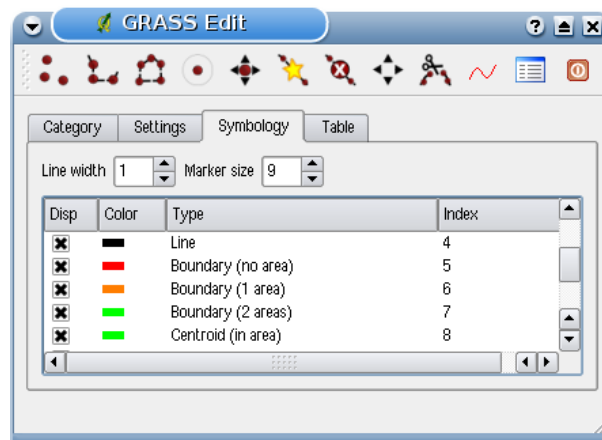 GRASS Edit
Category Settings Symbology Table
Line width 1 Marker size 9
Disp Color Type Index
Line 4
Boundary (no area) 5
Boundary (1 area) 6
Boundary (2 areas) 7
Centroid (in area) 8